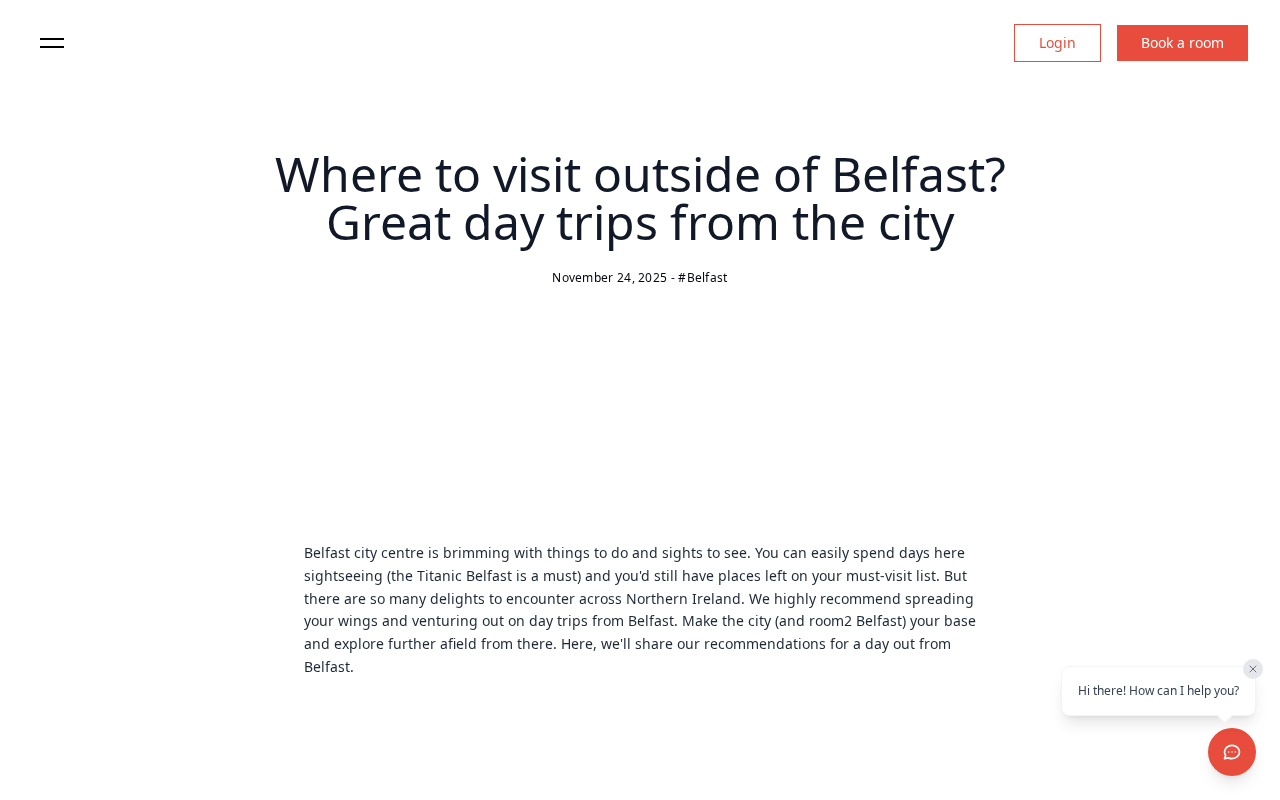 Login
Book a room
Where to visit outside of Belfast?
Great day trips from the city
November 24, 2025 - #Belfast
Belfast city centre is brimming with things to do and sights to see. You can easily spend days here
sightseeing (the Titanic Belfast is a must) and you'd still have places left on your must-visit list. But
there are so many delights to encounter across Northern Ireland. We highly recommend spreading
your wings and venturing out on day trips from Belfast. Make the city (and room2 Belfast) your base
and explore further afield from there. Here, we'll share our recommendations for a day out from
Belfast.
Hi there! How can I help you?